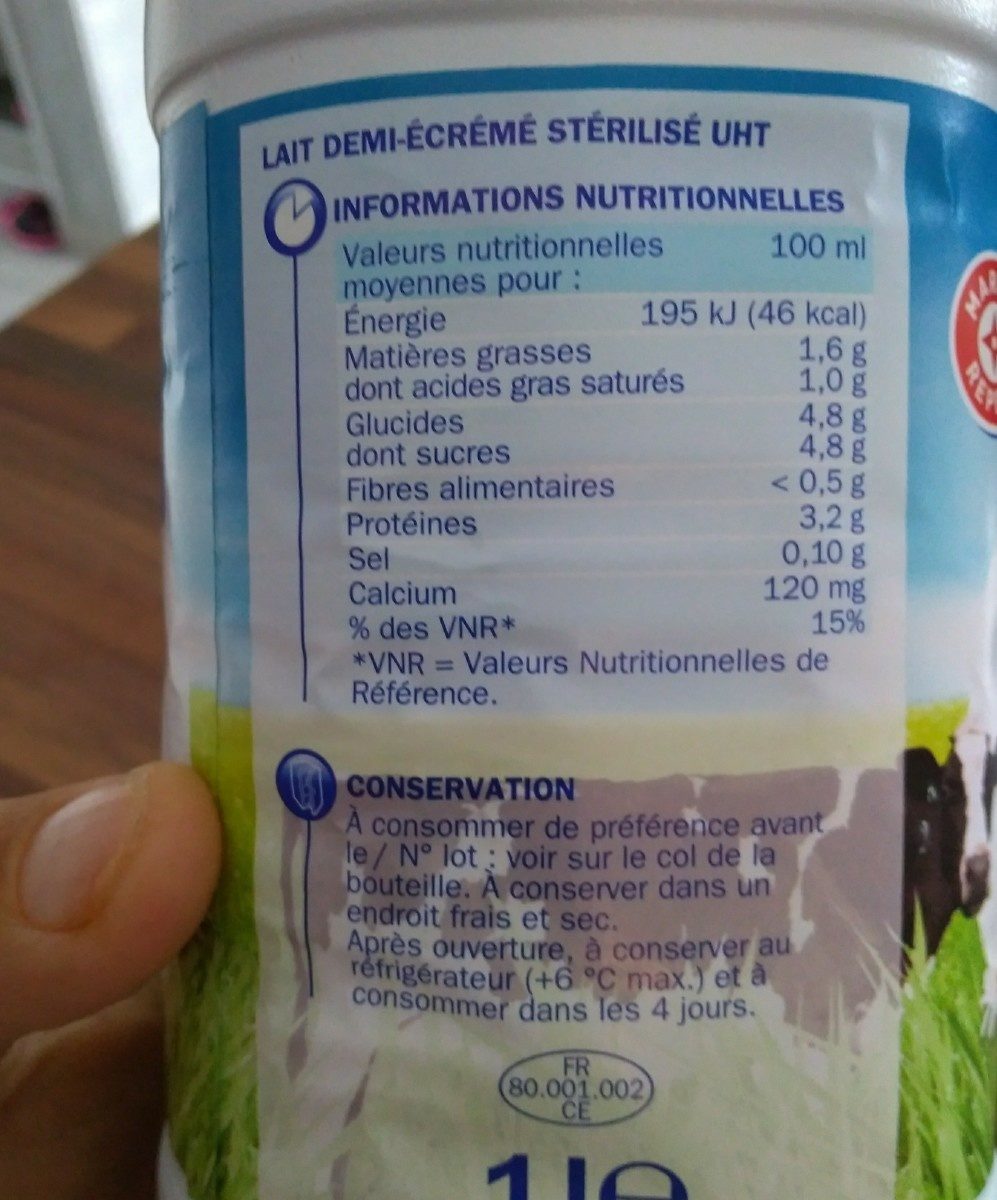 LAIT DEMI-ÉCRÉMÉ STÉRILISÉ UHT
INFORMATIONS NUTRITIONNELLES
Valeurs nutritionnelles 100 ml
moyennes pour :
Énergie 195 kJ (46 kcal)
Matières grasses 1,6 g
dont acides gras saturés 1,0 g
Glucides 4,8 g
dont sucres 4,8 g
Fibres alimentaires < 0,5 g
Protéines 3,2 g
Sel 0,10 g
Calcium 120 mg
% des VNR* 15%
*VNR = Valeurs Nutritionnelles de
Référence.
CONSERVATION
À consommer de préférence avant
le / N° lot : voir sur le col de la
bouteille. À conserver dans un
endroit frais et sec.
Après ouverture, à conserver au
réfrigérateur (+6 °C max.) et à
consommer dans les 4 jours.
FR
80.001.002
CE
1 l e